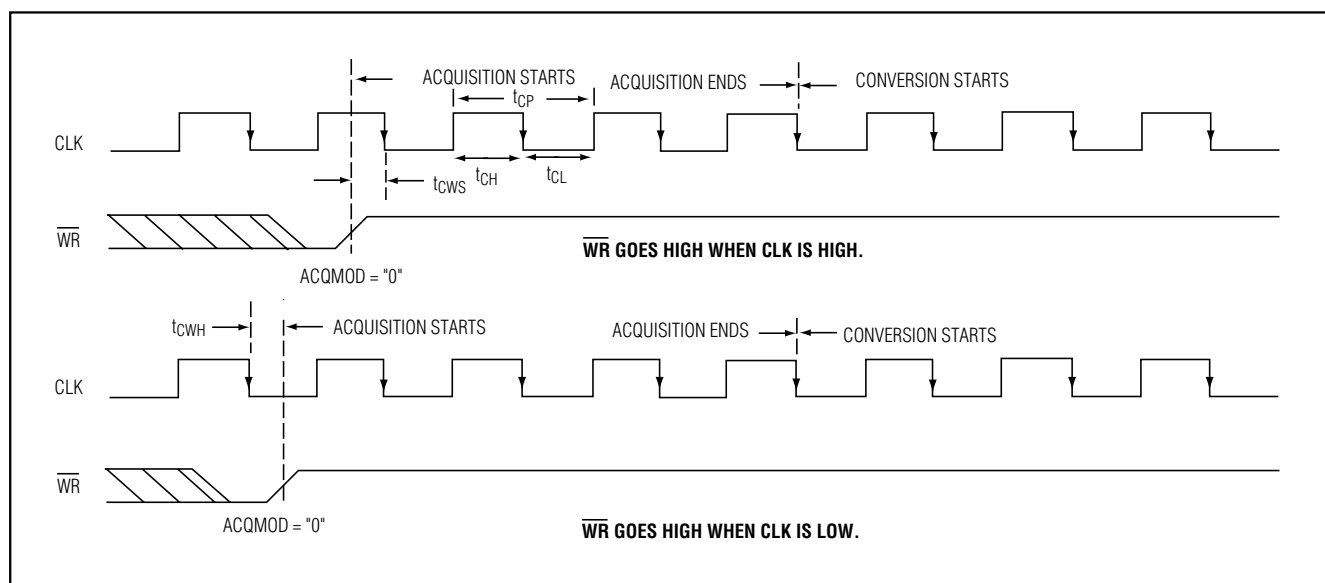 ACQUISITION STARTS
ACQUISITION ENDS
CONVERSION STARTS
tCP
CLK
tCWS
tCH
tCL
WR
WR GOES HIGH WHEN CLK IS HIGH.
ACQMOD = "0"
tCWH
ACQUISITION STARTS
ACQUISITION ENDS
CONVERSION STARTS
CLK
WR
ACQMOD = "0"
WR GOES HIGH WHEN CLK IS LOW.